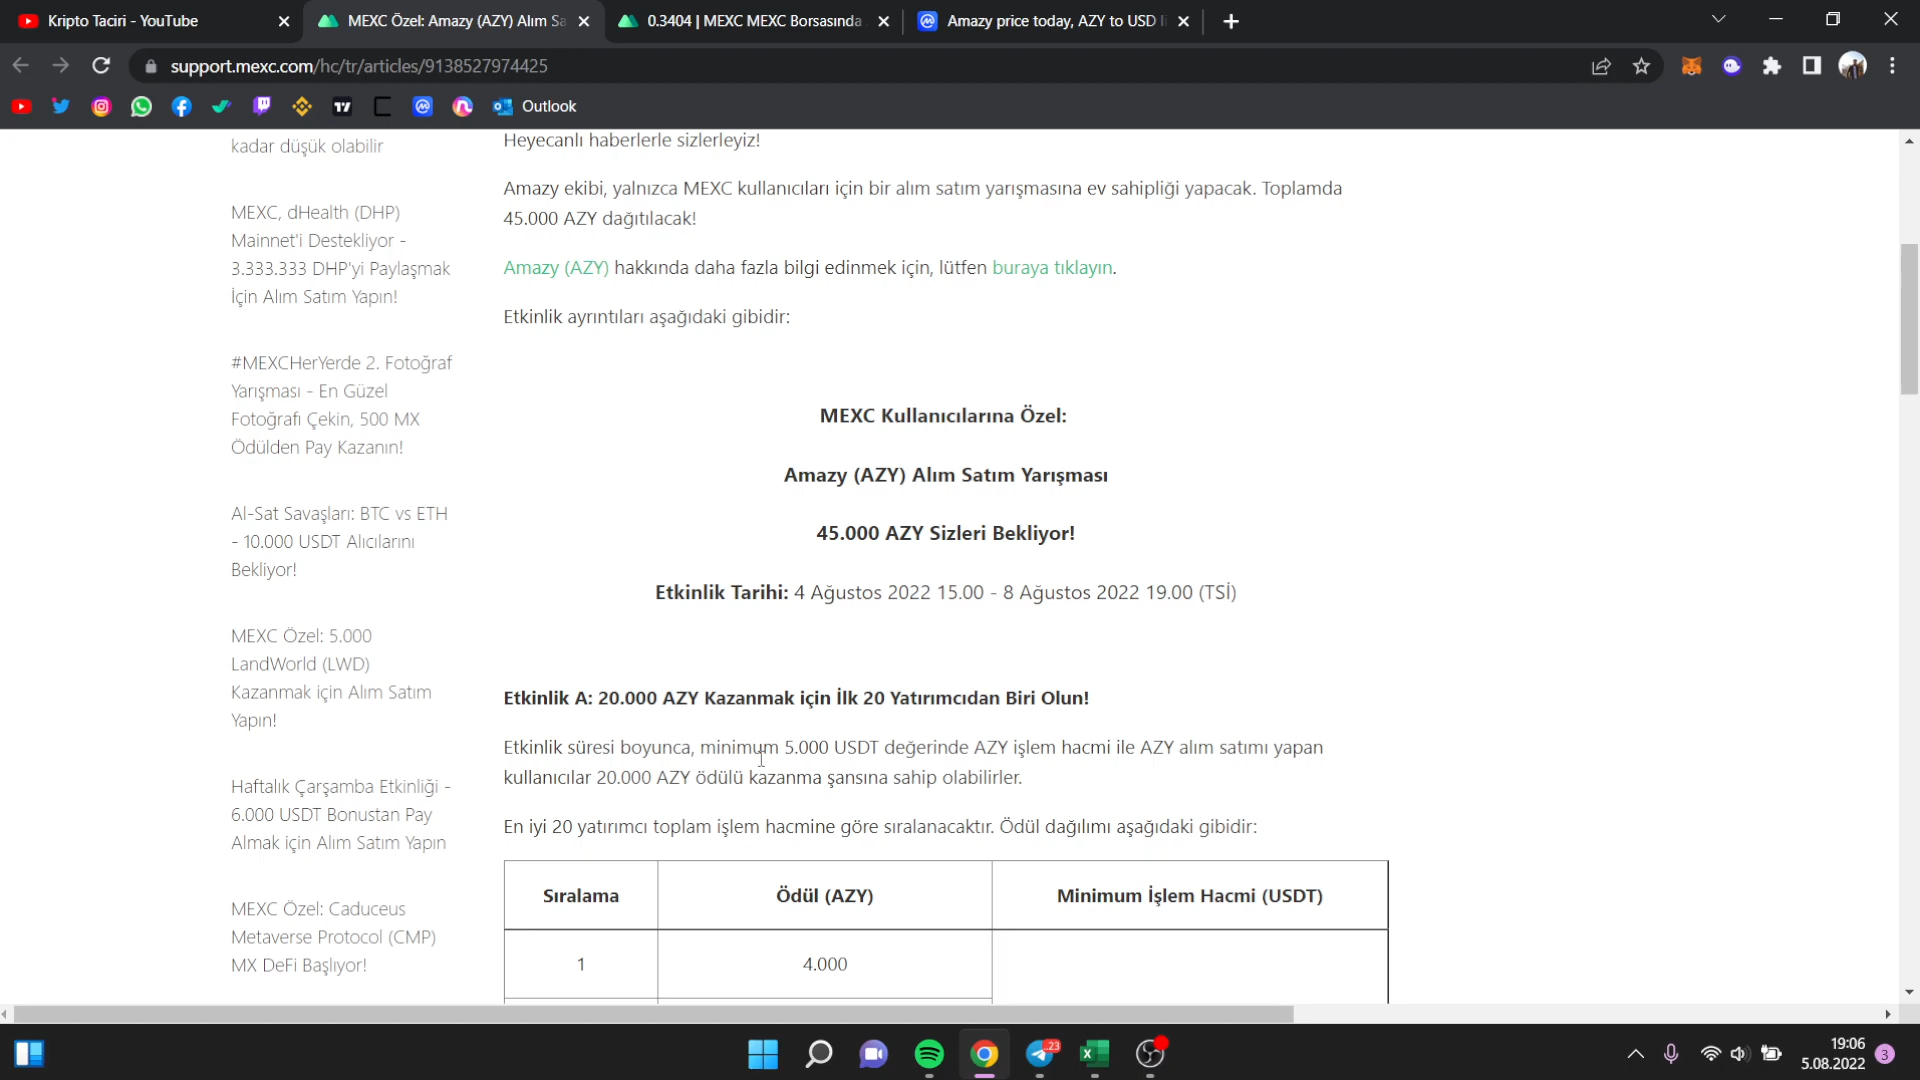 Kripto Taciri - YouTube
MEXC Özel: Amazy (AZY) Alım Sa
0.3404 | MEXC MEXC Borsasında
Amazy price today, AZY to USD li
support.mexc.com/hc/tr/articles/9138527974425
Outlook
kadar düşük olabilir
MEXC, dHealth (DHP)
Mainnet'i Destekliyor -
3.333.333 DHP'yi Paylaşmak
İçin Alım Satım Yapın!
#MEXCHerYerde 2. Fotoğraf
Yarışması - En Güzel
Fotoğrafı Çekin, 500 MX
Ödülden Pay Kazanın!
Al-Sat Savaşları: BTC vs ETH
- 10.000 USDT Alıcılarını
Bekliyor!
MEXC Özel: 5.000
LandWorld (LWD)
Kazanmak için Alım Satım
Yapın!
Haftalık Çarşamba Etkinliği -
6.000 USDT Bonustan Pay
Almak için Alım Satım Yapın
MEXC Özel: Caduceus
Metaverse Protocol (CMP)
MX DeFi Başlıyor!
Heyecanlı haberlerle sizlerleyiz!
Amazy ekibi, yalnızca MEXC kullanıcıları için bir alım satım yarışmasına ev sahipliği yapacak. Toplamda
45.000 AZY dağıtılacak!
Amazy (AZY) hakkında daha fazla bilgi edinmek için, lütfen buraya tıklayın.
Etkinlik ayrıntıları aşağıdaki gibidir:
MEXC Kullanıcılarına Özel:
Amazy (AZY) Alım Satım Yarışması
45.000 AZY Sizleri Bekliyor!
Etkinlik Tarihi: 4 Ağustos 2022 15.00 - 8 Ağustos 2022 19.00 (TSİ)
Etkinlik A: 20.000 AZY Kazanmak için İlk 20 Yatırımcıdan Biri Olun!
Etkinlik süresi boyunca, minimum 5.000 USDT değerinde AZY işlem hacmi ile AZY alım satımı yapan
kullanıcılar 20.000 AZY ödülü kazanma şansına sahip olabilirler.
En iyi 20 yatırımcı toplam işlem hacmine göre sıralanacaktır. Ödül dağılımı aşağıdaki gibidir:
Sıralama Ödül (AZY) Minimum İşlem Hacmi (USDT)
1 4.000
23
19:06
5.08.2022
3